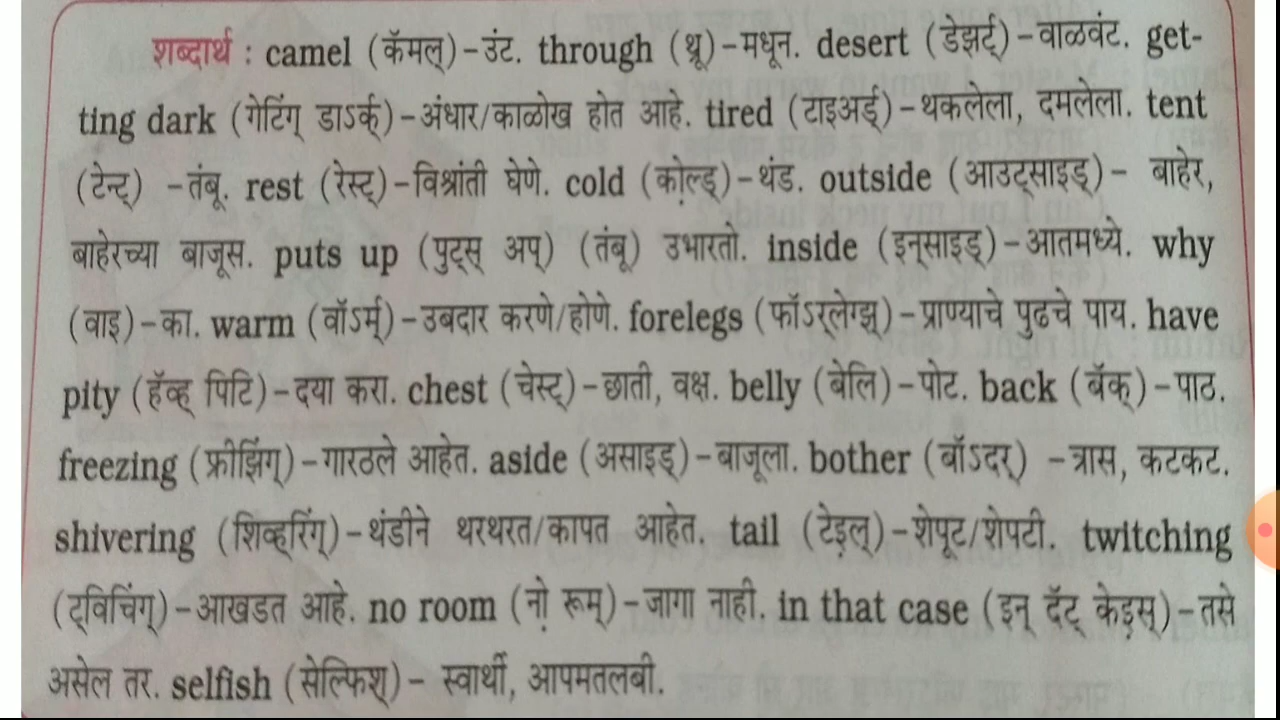 शब्दार्थ : camel (कॅमल्)–उंट. through (थ्रू)–मधून. desert (डेझर्ट्)–वाळवंट. get-
ting dark (गेटिंग् डाऽर्क्)–अंधार/काळोख होत आहे. tired (टाइअर्ड्)–थकलेला, दमलेला. tent
(टेन्ट्) –तंबू. rest (रेस्ट्)–विश्रांती घेणे. cold (को़ल्ड्)–थंड. outside (आउट्साइड्)– बाहेर,
बाहेरच्या बाजूस. puts up (पुट्स् अप्) (तंबू) उभारतो. inside (इन्साइड्)–आतमध्ये. why
(वाइ)–का. warm (वॉऽर्म्)–उबदार करणे/होणे. forelegs (फॉऽर्लेग्झ्)–प्राण्याचे पुढचे पाय. have
pity (हॅव्ह् पिटि)–दया करा. chest (चेस्ट्)–छाती, वक्ष. belly (बेलि)–पोट. back (बॅक्)–पाठ.
freezing (फ्रीझिंग्)–गारठले आहेत. aside (असाइड्)–बाजूला. bother (बॉऽदर्) –त्रास, कटकट.
shivering (शिव्हरिंग्)–थंडीने थरथरत/कापत आहेत. tail (टेइ़ल्)–शेपूट/शेपटी. twitching
(ट्विचिंग्)–आखडत आहे. no room (नो़ रूम्)–जागा नाही. in that case (इन् दॅट् केइ़स्)–तसे
असेल तर. selfish (सेल्फिश्)– स्वार्थी, आपमतलबी.